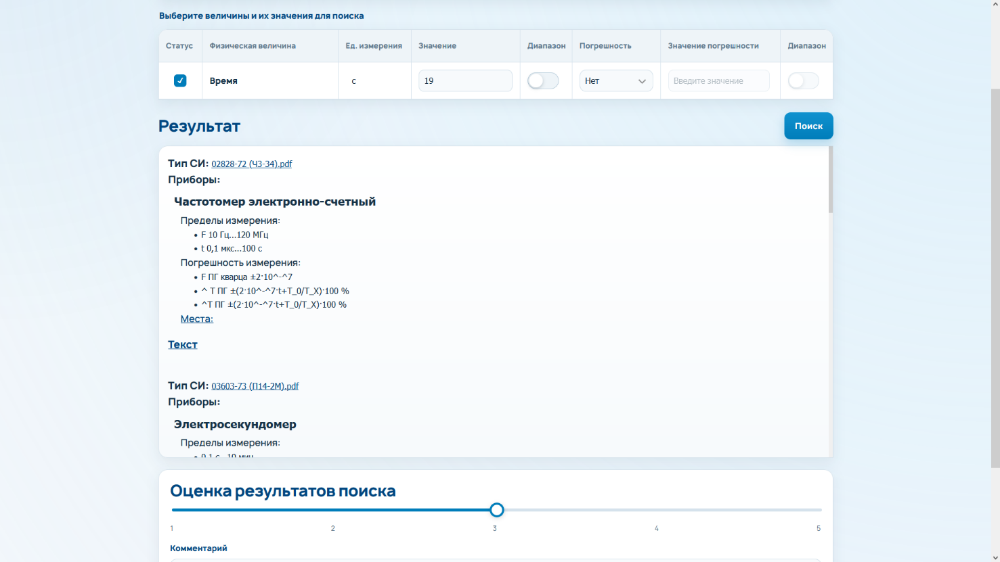 Выберите величины и их значения для поиска
Статус Физическая величина Ед. измерения Значение Диапазон Погрешность Значение погрешности Диапазон
Время с 19 Нет Введите значение
Результат Поиск
Тип СИ: 02828-72 (Ч3-34).pdf
Приборы:
Частотомер электронно-счетный
Пределы измерения:
• F 10 Гц...120 МГц
• t 0,1 мкс...100 с
Погрешность измерения:
• F ПГ кварца ±2·10^-^7
• ^ T ПГ ±(2·10^-^7·t+T_0/T_X)·100 %
• ^T ПГ ±(2·10^-^7·t+T_0/T_X)·100 %
Места:
Текст
Тип СИ: 03603-73 (П14-2М).pdf
Приборы:
Электросекундомер
Пределы измерения:
• 0,1 с...10 мин
Оценка результатов поиска
1 2 3 4 5
Комментарий